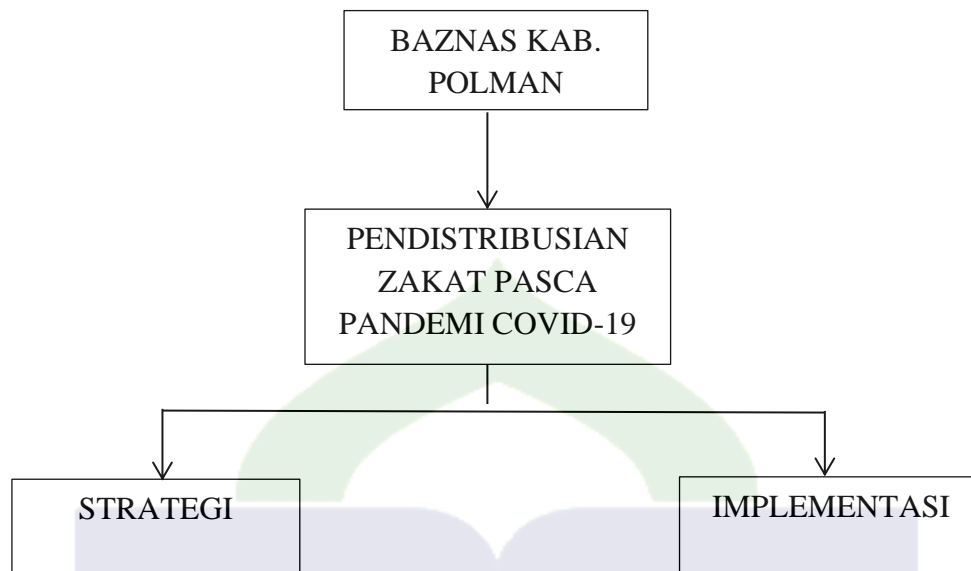 BAZNAS KAB.
POLMAN
PENDISTRIBUSIAN
ZAKAT PASCA
PANDEMI COVID-19
STRATEGI
IMPLEMENTASI